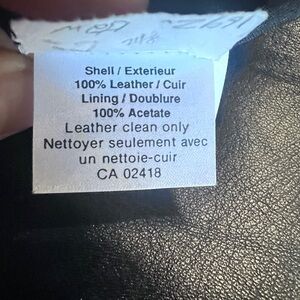 Shell / Exterieur
100% Leather / Cuir
Lining / Doublure
100% Acetate
Leather clean only
Nettoyer seulement avec
un nettoie-cuir
CA 02418